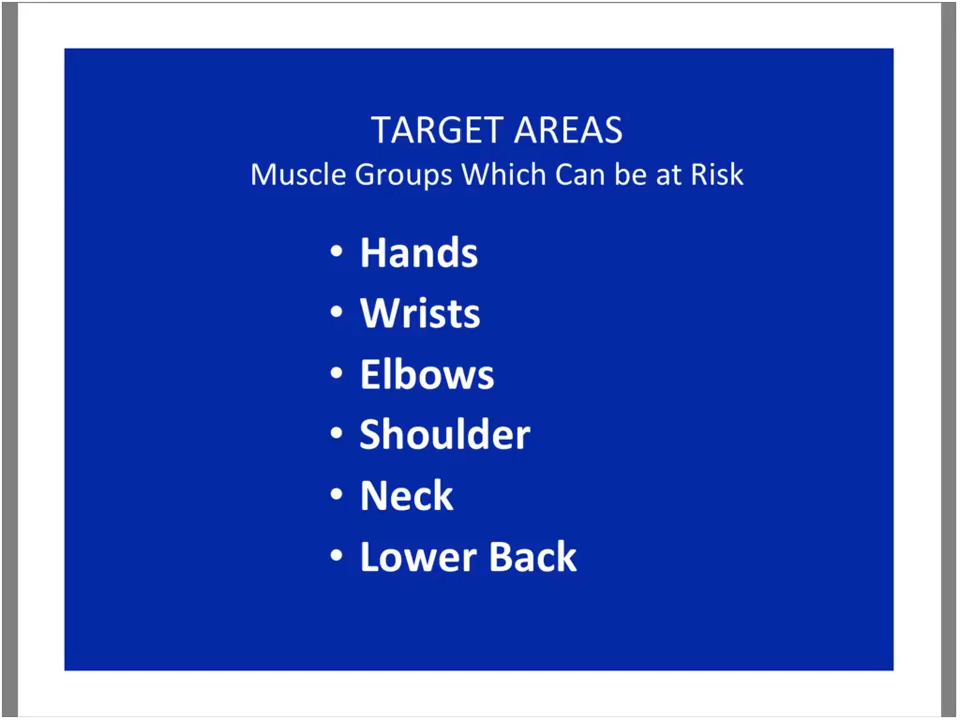 TARGET AREAS
Muscle Groups Which Can be at Risk
• Hands
• Wrists
• Elbows
• Shoulder
• Neck
• Lower Back